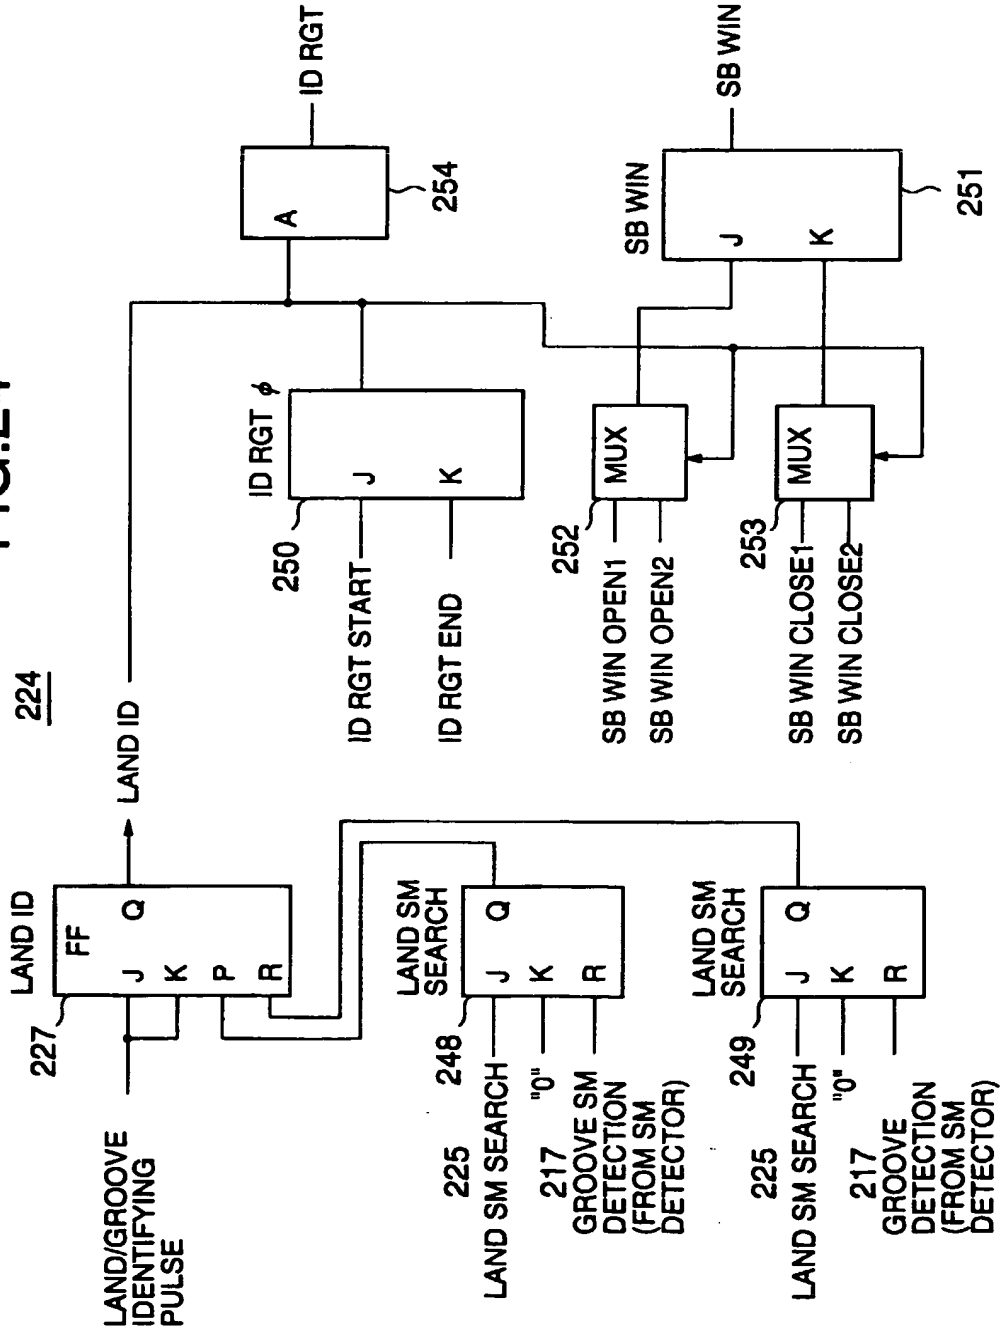 224
LAND/GROOVE
IDENTIFYING
PULSE
227
LAND ID
FF
J
K
P
R
Q
LAND ID
225
LAND SM SEARCH
"0"
217
GROOVE SM
DETECTION
(FROM SM
DETECTOR)
248
LAND SM
SEARCH
J
K
R
Q
225
LAND SM SEARCH
"0"
217
GROOVE
DETECTION
(FROM SM
DETECTOR)
249
LAND SM
SEARCH
J
K
R
Q
ID RGT START
ID RGT END
250
ID RGT ϕ
J
K
A
254
ID RGT
SB WIN OPEN1
SB WIN OPEN2
252
MUX
SB WIN CLOSE1
SB WIN CLOSE2
253
MUX
SB WIN
J
K
251
SB WIN